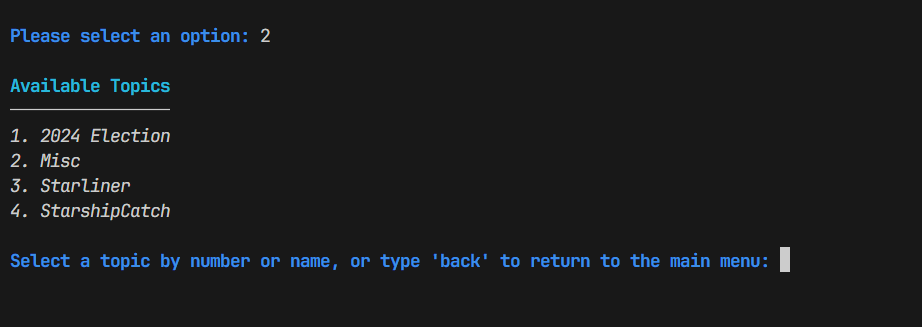 Please select an option: 2
Available Topics
1. 2024 Election
2. Misc
3. Starliner
4. StarshipCatch
Select a topic by number or name, or type 'back' to return to the main menu: